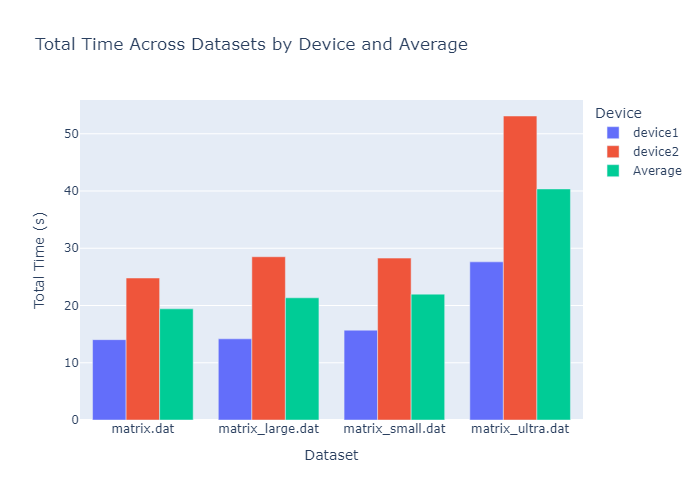 Total Time Across Datasets by Device and Average
Device
device1
device2
Average
Total Time (s)
50
40
30
20
10
0
matrix.dat
matrix_large.dat
matrix_small.dat
matrix_ultra.dat
Dataset